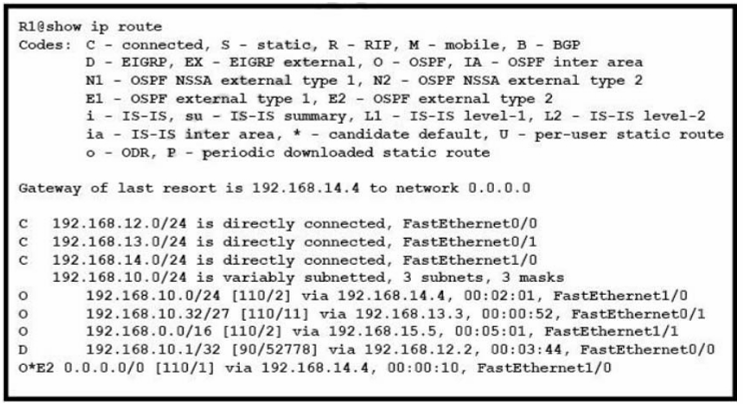 R1@show ip route
Codes: C - connected, S - static, R - RIP, M - mobile, B - BGP
D - EIGRP, EX - EIGRP external, O - OSPF, IA - OSPF inter area
N1 - OSPF NSSA external type 1, N2 - OSPF NSSA external type 2
E1 - OSPF external type 1, E2 - OSPF external type 2
i - IS-IS, su - IS-IS summary, L1 - IS-IS level-1, L2 - IS-IS level-2
ia - IS-IS inter area, * - candidate default, U - per-user static route
o - ODR, P - periodic downloaded static route
Gateway of last resort is 192.168.14.4 to network 0.0.0.0
C 192.168.12.0/24 is directly connected, FastEthernet0/0
C 192.168.13.0/24 is directly connected, FastEthernet0/1
C 192.168.14.0/24 is directly connected, FastEthernet1/0
192.168.10.0/24 is variably subnetted, 3 subnets, 3 masks
O 192.168.10.0/24 [110/2] via 192.168.14.4, 00:02:01, FastEthernet1/0
O 192.168.10.32/27 [110/11] via 192.168.13.3, 00:00:52, FastEthernet0/1
O 192.168.0.0/16 [110/2] via 192.168.15.5, 00:05:01, FastEthernet1/1
D 192.168.10.1/32 [90/52778] via 192.168.12.2, 00:03:44, FastEthernet0/0
O*E2 0.0.0.0/0 [110/1] via 192.168.14.4, 00:00:10, FastEthernet1/0